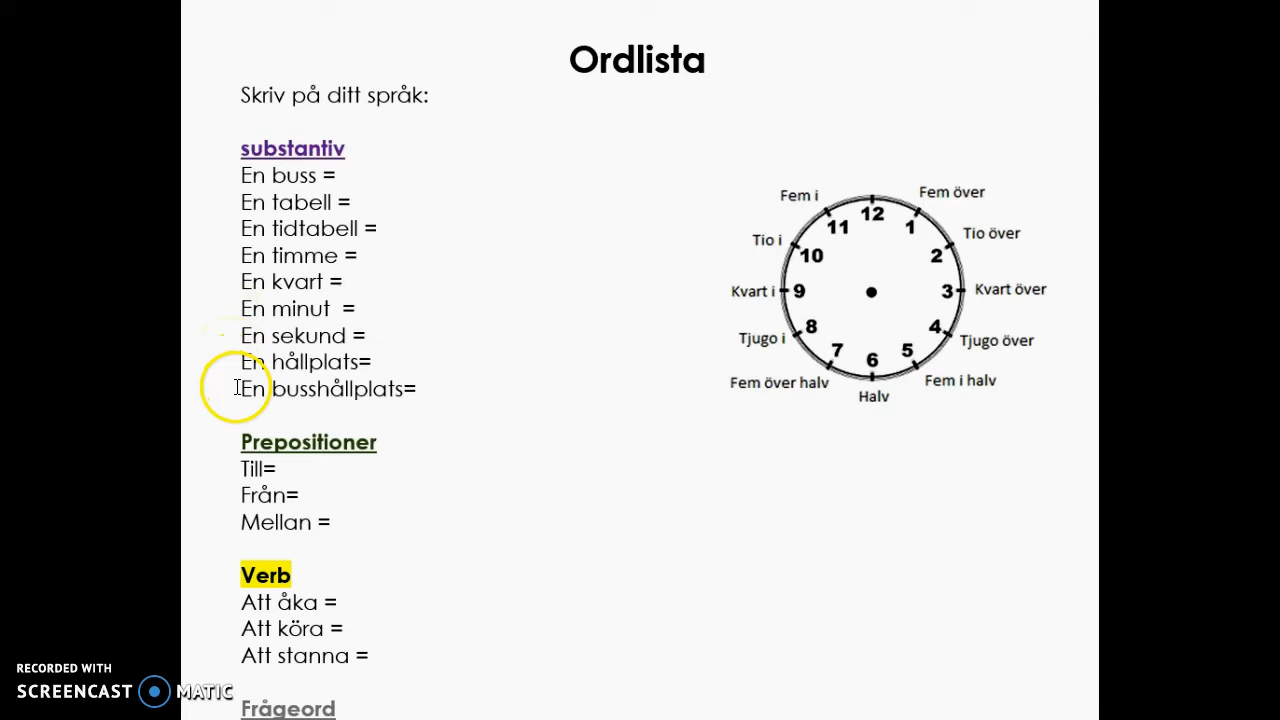 Ordlista
Skriv på ditt språk:
substantiv
En buss =
En tabell =
En tidtabell =
En timme =
En kvart =
En minut =
En sekund =
En hållplats=
En busshållplats=
Prepositioner
Till=
Från=
Mellan =
Verb
Att åka =
Att köra =
Att stanna =
Frågeord
Fem i
Fem över
Tio i
Tio över
Kvart i
Kvart över
Tjugo i
Tjugo över
Fem över halv
Fem i halv
Halv
12
11
1
10
2
9
3
8
4
7
5
6
RECORDED WITH
SCREENCAST MATIC